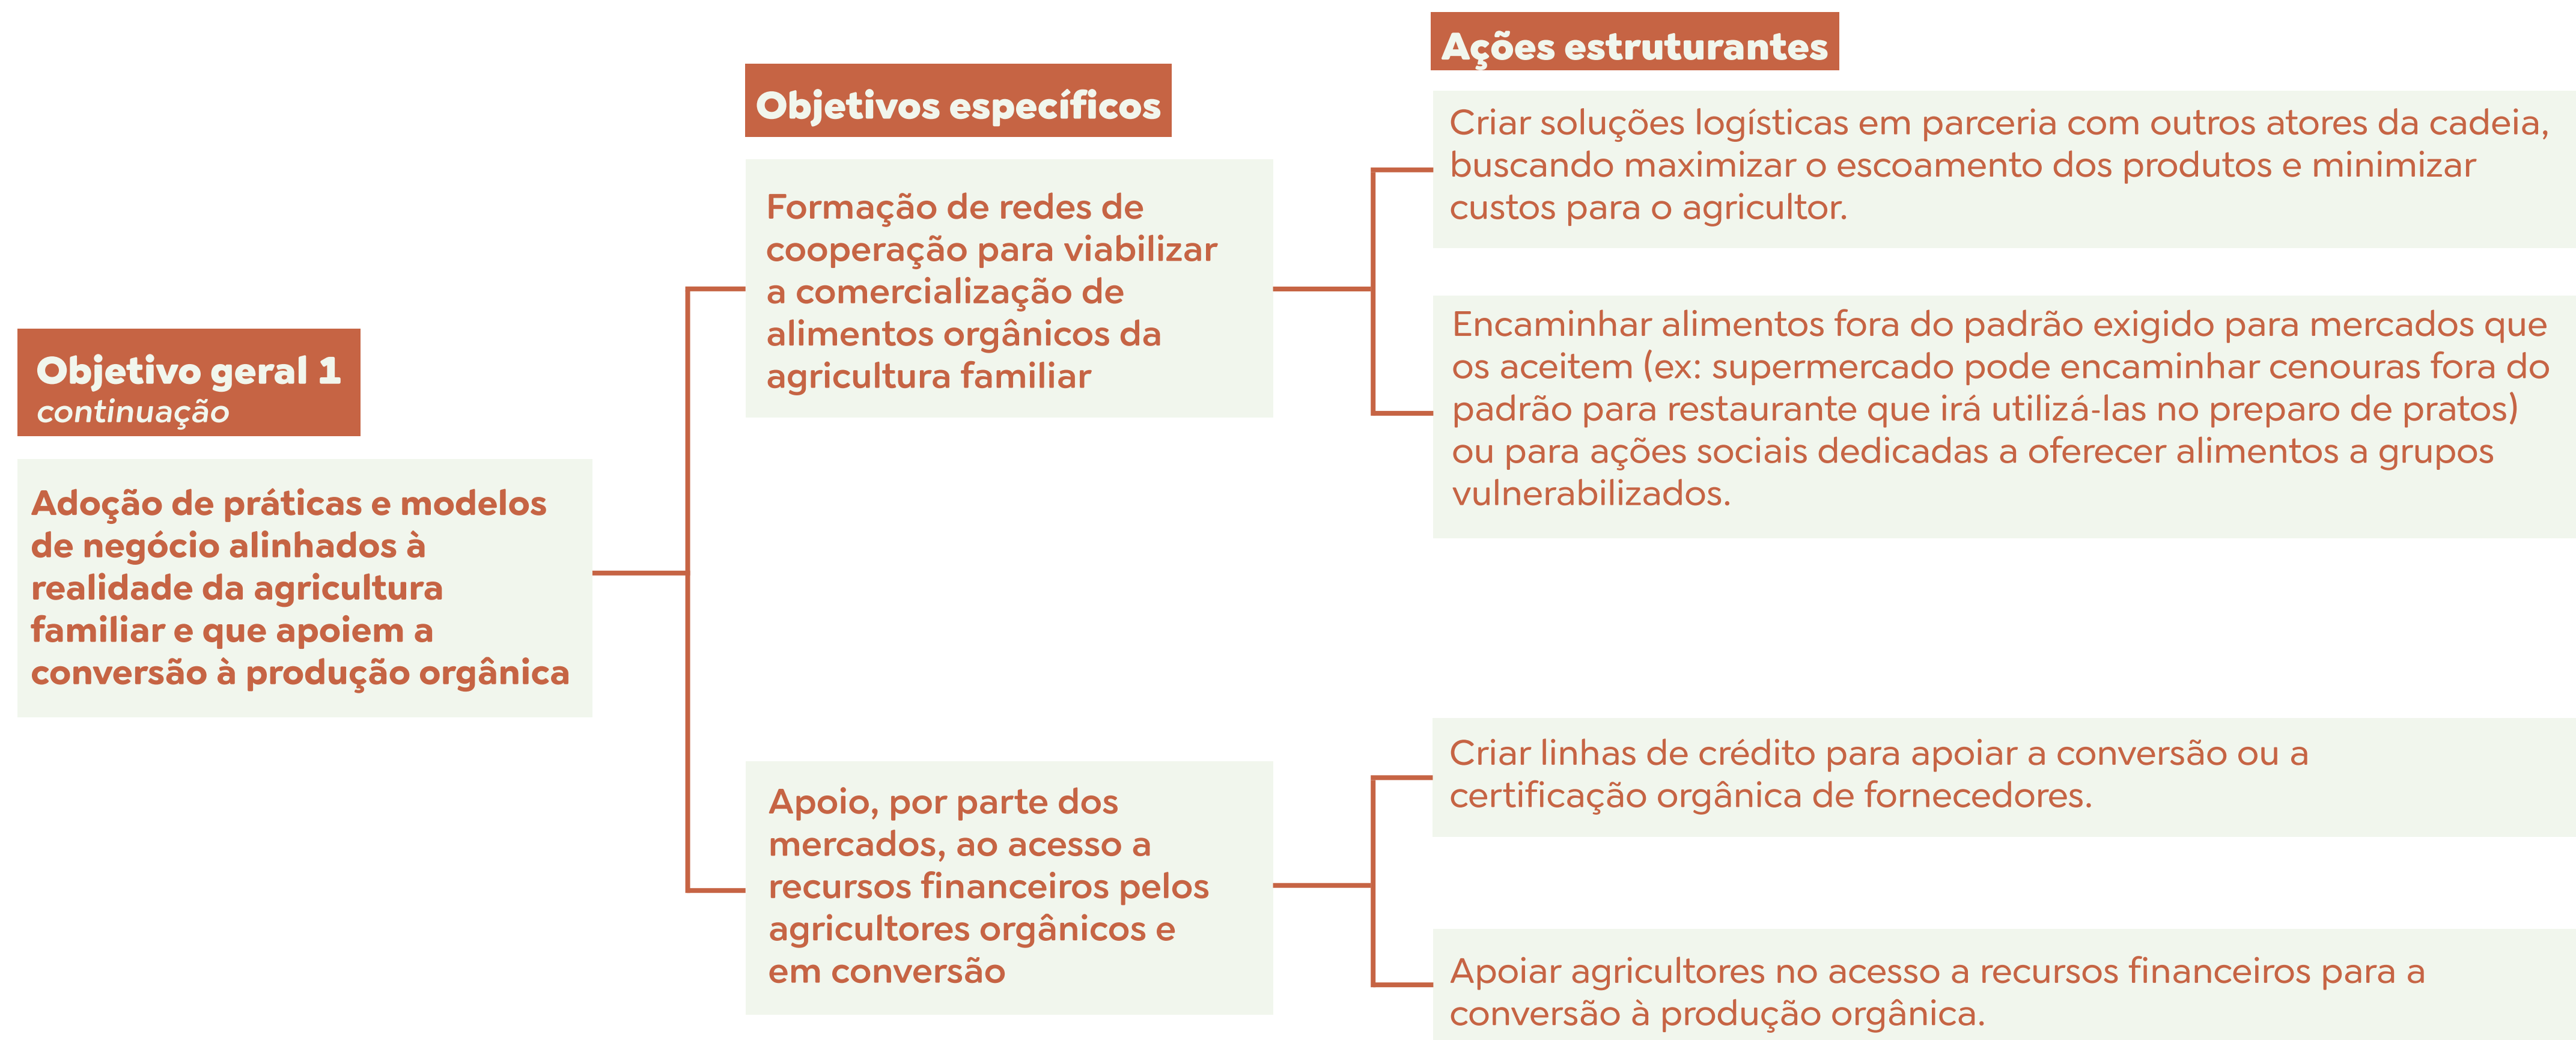 Objetivo geral 1
continuação
Adoção de práticas e modelos
de negócio alinhados à
realidade da agricultura
familiar e que apoiem a
conversão à produção orgânica
Objetivos específicos
Formação de redes de
cooperação para viabilizar
a comercialização de
alimentos orgânicos da
agricultura familiar
Apoio, por parte dos
mercados, ao acesso a
recursos financeiros pelos
agricultores orgânicos e
em conversão
Ações estruturantes
Criar soluções logísticas em parceria com outros atores da cadeia,
buscando maximizar o escoamento dos produtos e minimizar
custos para o agricultor.
Encaminhar alimentos fora do padrão exigido para mercados que
os aceitem (ex: supermercado pode encaminhar cenouras fora do
padrão para restaurante que irá utilizá-las no preparo de pratos)
ou para ações sociais dedicadas a oferecer alimentos a grupos
vulnerabilizados.
Criar linhas de crédito para apoiar a conversão ou a
certificação orgânica de fornecedores.
Apoiar agricultores no acesso a recursos financeiros para a
conversão à produção orgânica.